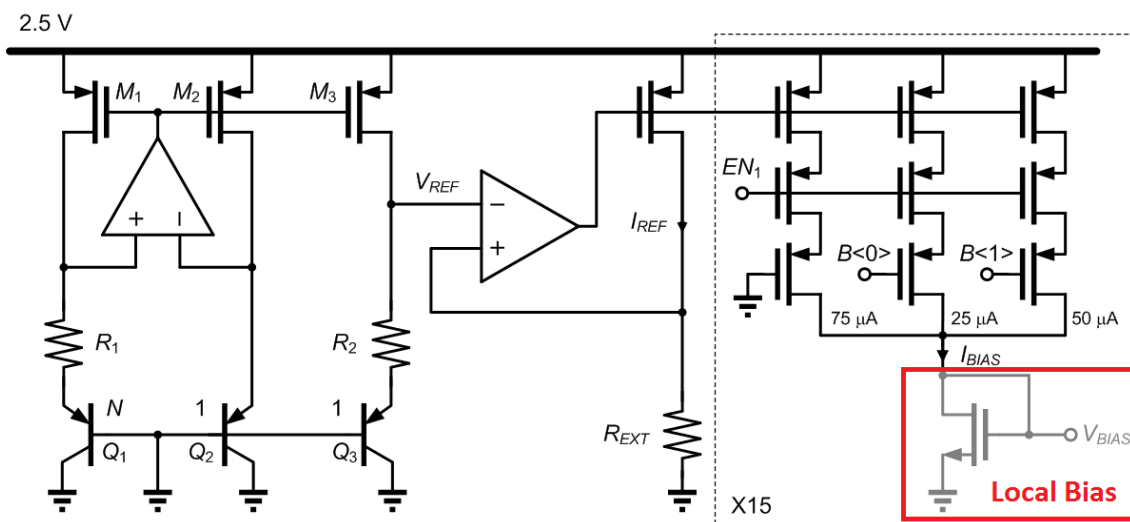 2.5 V
M1 M2 M3
EN1
VREF
+ −
−
+
IREF
B<0> B<1>
75 μA 25 μA 50 μA
R1 R2
IBIAS
N 1 1
REXT
VBIAS
Q1 Q2 Q3
Local Bias
X15